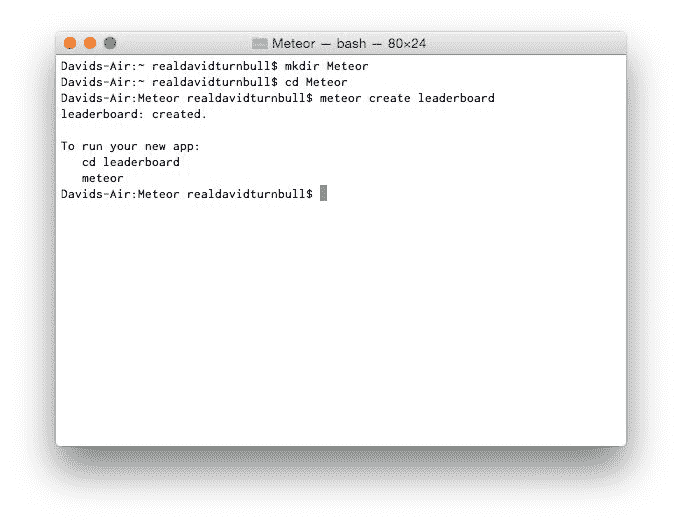 Meteor — bash — 80×24
Davids-Air:~ realdavidturnbull$ mkdir Meteor
Davids-Air:~ realdavidturnbull$ cd Meteor
Davids-Air:Meteor realdavidturnbull$ meteor create leaderboard
leaderboard: created.
To run your new app:
cd leaderboard
meteor
Davids-Air:Meteor realdavidturnbull$